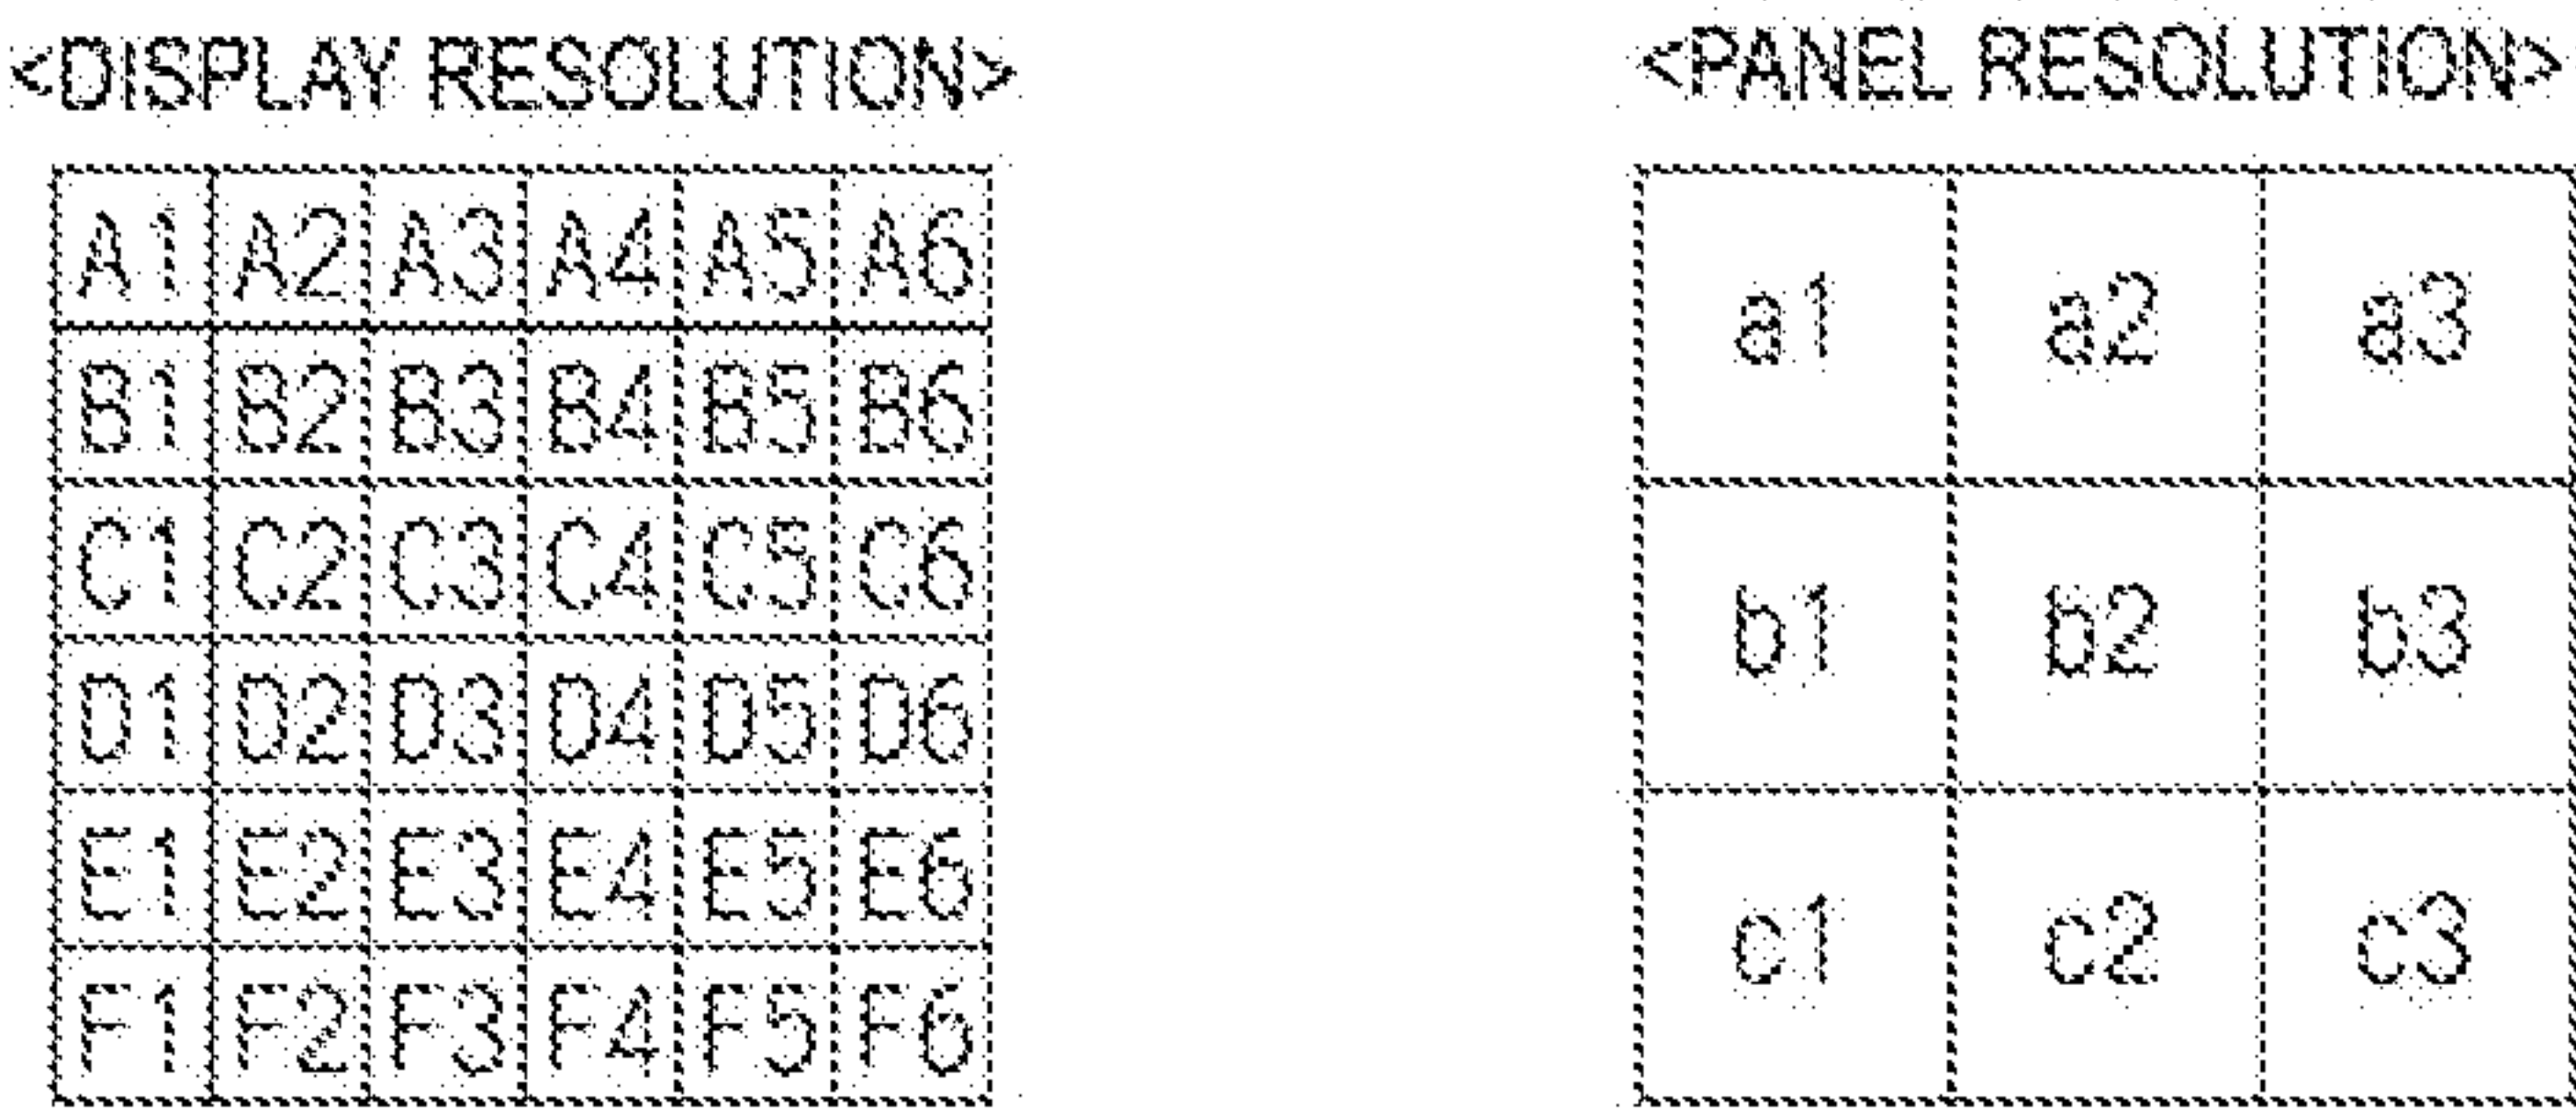 <DISPLAY RESOLUTION>
A1 A2 A3 A4 A5 A6
B1 B2 B3 B4 B5 B6
C1 C2 C3 C4 C5 C6
D1 D2 D3 D4 D5 D6
E1 E2 E3 E4 E5 E6
F1 F2 F3 F4 F5 F6
<PANEL RESOLUTION>
a1 a2 a3
b1 b2 b3
c1 c2 c3